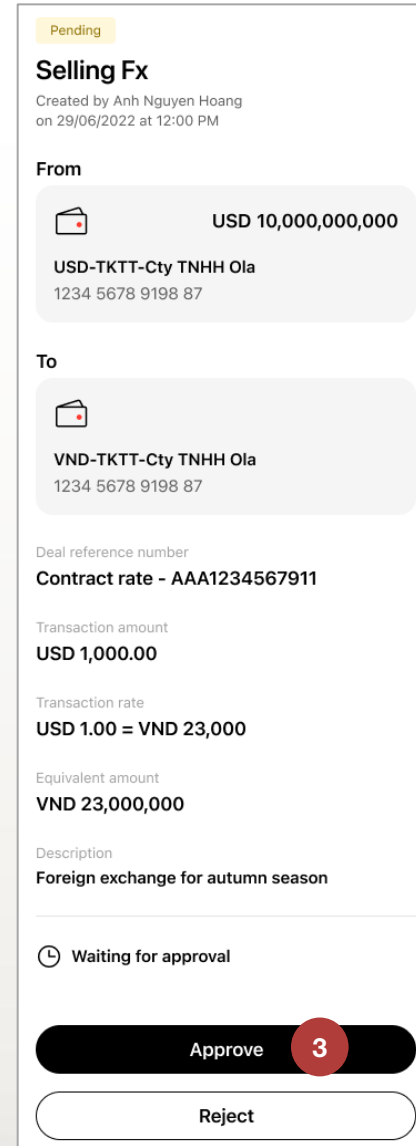 Pending
Selling Fx
Created by Anh Nguyen Hoang
on 29/06/2022 at 12:00 PM
From
USD 10,000,000,000
USD-TKTT-Cty TNHH Ola
1234 5678 9198 87
To
VND-TKTT-Cty TNHH Ola
1234 5678 9198 87
Deal reference number
Contract rate - AAA1234567911
Transaction amount
USD 1,000.00
Transaction rate
USD 1.00 = VND 23,000
Equivalent amount
VND 23,000,000
Description
Foreign exchange for autumn season
Waiting for approval
Approve 3
Reject